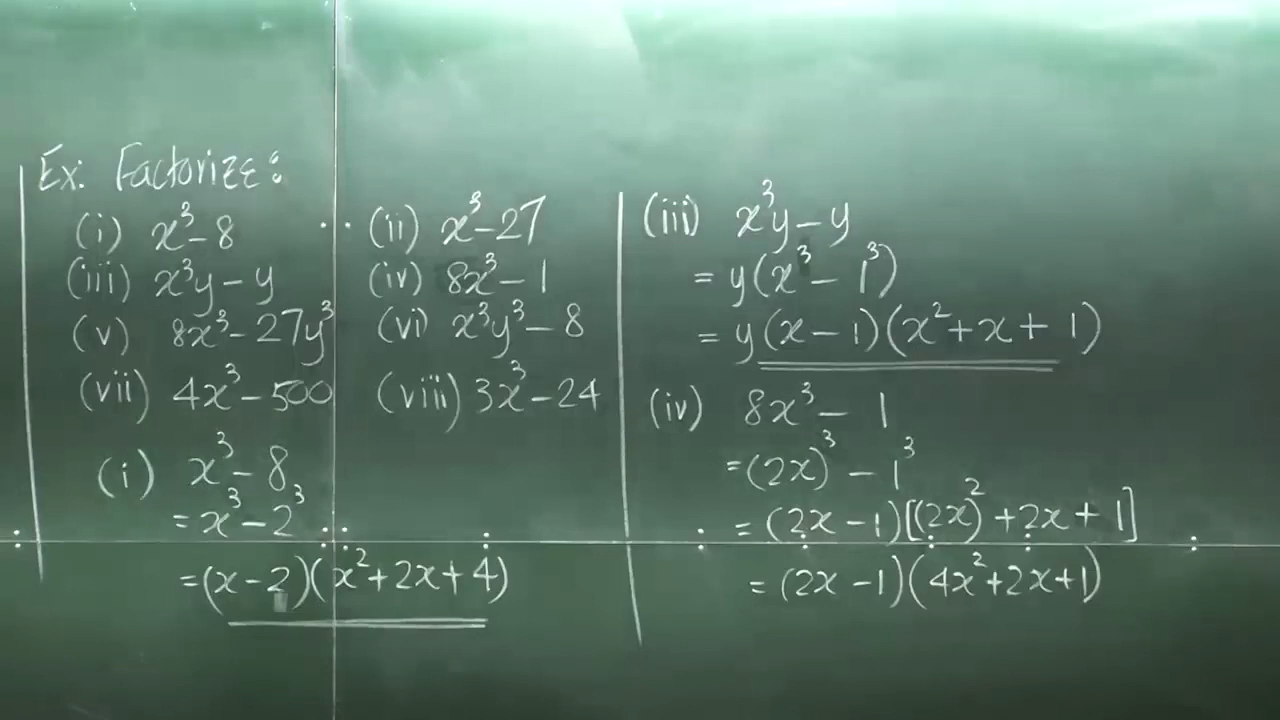 Ex. Factorize:
(i) x³-8 (ii) x³-27
(iii) x³y-y (iv) 8x³-1
(v) 8x³-27y³ (vi) x³y³-8
(vii) 4x³-500 (viii) 3x³-24
(i) x³-8
=x³-2³
=(x-2)(x²+2x+4)
(iii) x³y-y
=y(x³-1³)
=y(x-1)(x²+x+1)
(iv) 8x³-1
=(2x)³-1³
=(2x-1)[(2x)²+2x+1]
=(2x-1)(4x²+2x+1)